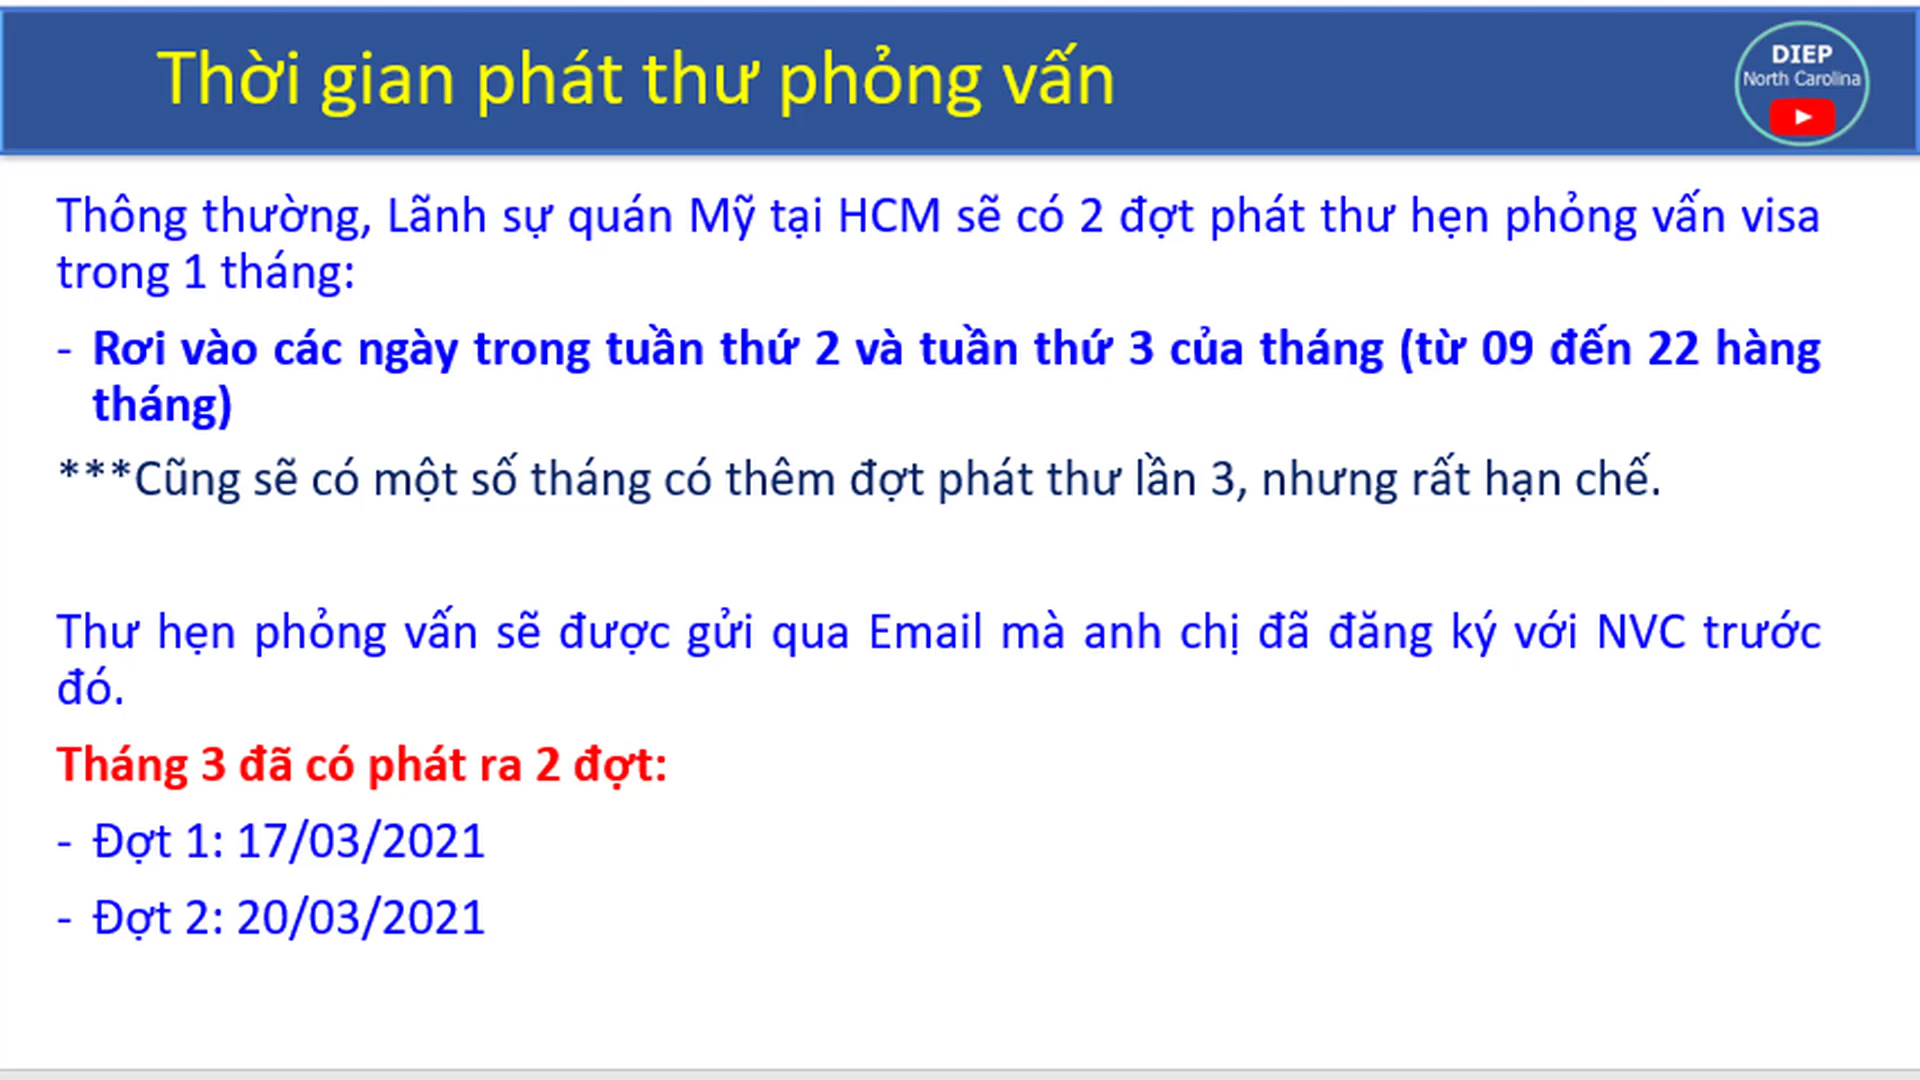 Thời gian phát thư phỏng vấn
DIEP
North Carolina
Thông thường, Lãnh sự quán Mỹ tại HCM sẽ có 2 đợt phát thư hẹn phỏng vấn visa
trong 1 tháng:
- Rơi vào các ngày trong tuần thứ 2 và tuần thứ 3 của tháng (từ 09 đến 22 hàng
tháng)
***Cũng sẽ có một số tháng có thêm đợt phát thư lần 3, nhưng rất hạn chế.
Thư hẹn phỏng vấn sẽ được gửi qua Email mà anh chị đã đăng ký với NVC trước
đó.
Tháng 3 đã có phát ra 2 đợt:
- Đợt 1: 17/03/2021
- Đợt 2: 20/03/2021